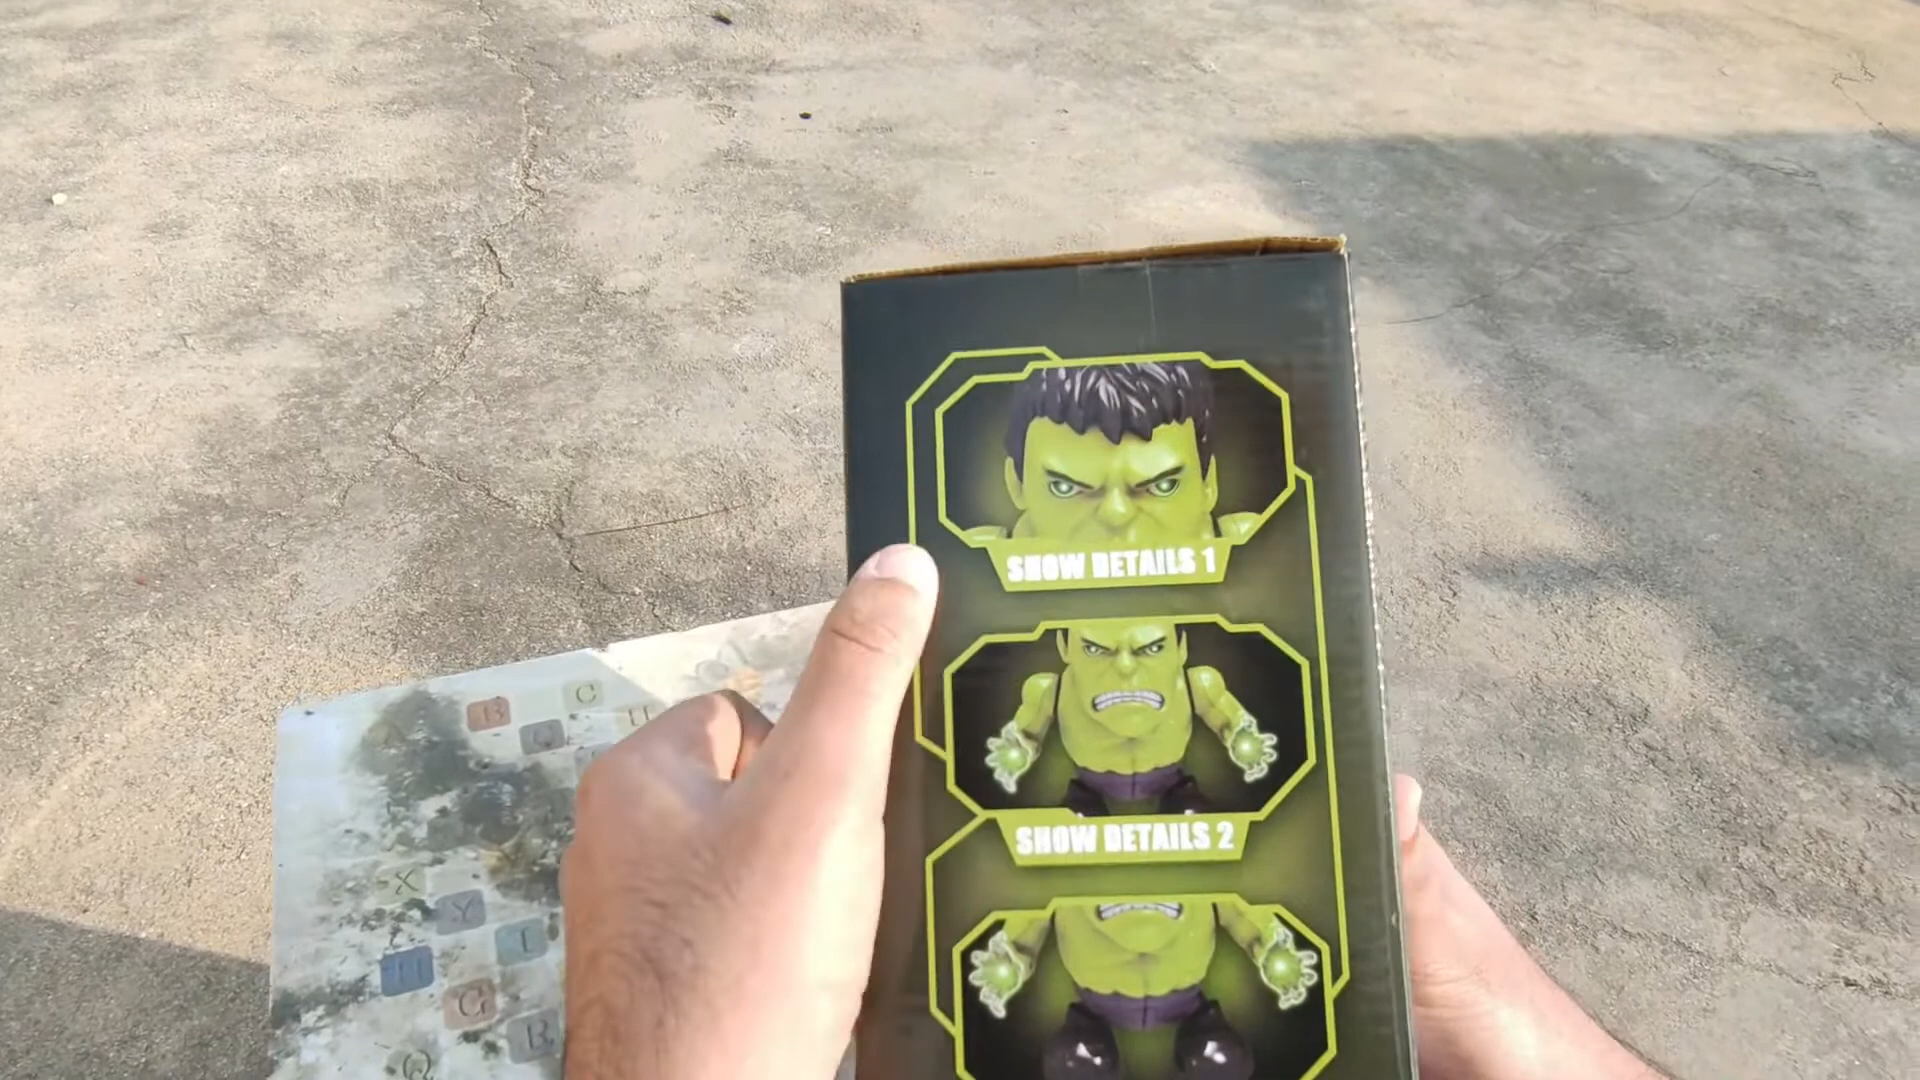 SHOW DETAILS 1
SHOW DETAILS 2
C
B
X
Y
I
H
G